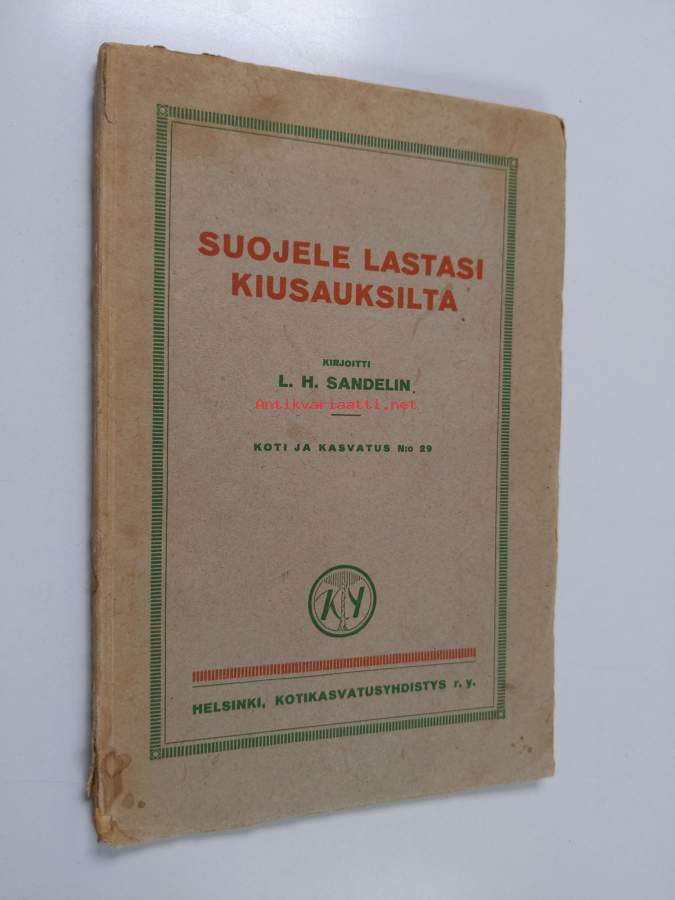 SUOJELE LASTASI
KIUSAUKSILTA
KIRJOITTI
L. H. SANDELIN
Antikvariaatti.net
KOTI JA KASVATUS N:o 29
KY
HELSINKI, KOTIKASVATUSYHDISTYS r. y.